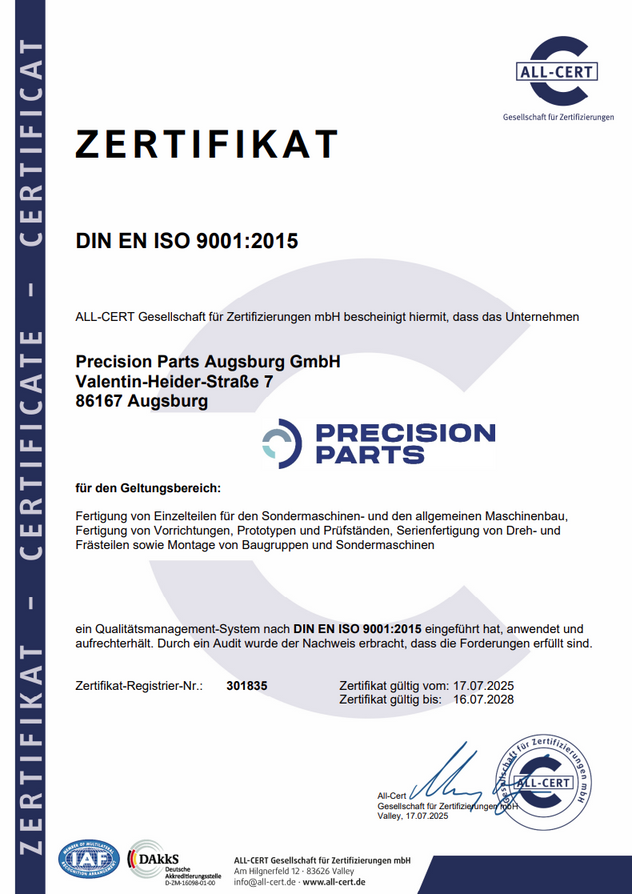 ZERTIFIKAT – CERTIFICATE – CERTIFICAT
ALL-CERT
Gesellschaft für Zertifizierungen
ZERTIFIKAT
DIN EN ISO 9001:2015
ALL-CERT Gesellschaft für Zertifizierungen mbH bescheinigt hiermit, dass das Unternehmen
Precision Parts Augsburg GmbH
Valentin-Heider-Straße 7
86167 Augsburg
PRECISION
PARTS
für den Geltungsbereich:
Fertigung von Einzelteilen für den Sondermaschinen- und den allgemeinen Maschinenbau,
Fertigung von Vorrichtungen, Prototypen und Prüfständen, Serienfertigung von Dreh- und
Frästeilen sowie Montage von Baugruppen und Sondermaschinen
ein Qualitätsmanagement-System nach DIN EN ISO 9001:2015 eingeführt hat, anwendet und
aufrechterhält. Durch ein Audit wurde der Nachweis erbracht, dass die Forderungen erfüllt sind.
Zertifikat-Registrier-Nr.: 301835 Zertifikat gültig vom: 17.07.2025
Zertifikat gültig bis: 16.07.2028
Gesellschaft für Zertifizierungen mbH
ALL-CERT
All-Cert
Gesellschaft für Zertifizierungen mbH
Valley, 17.07.2025
MEMBER OF MULTILATERAL
IAF
RECOGNITION ARRANGEMENT
DAkkS
Deutsche
Akkreditierungsstelle
D-ZM-16098-01-00
ALL-CERT Gesellschaft für Zertifizierungen mbH
Am Hilgnerfeld 12 · 83626 Valley
info@all-cert.de · www.all-cert.de